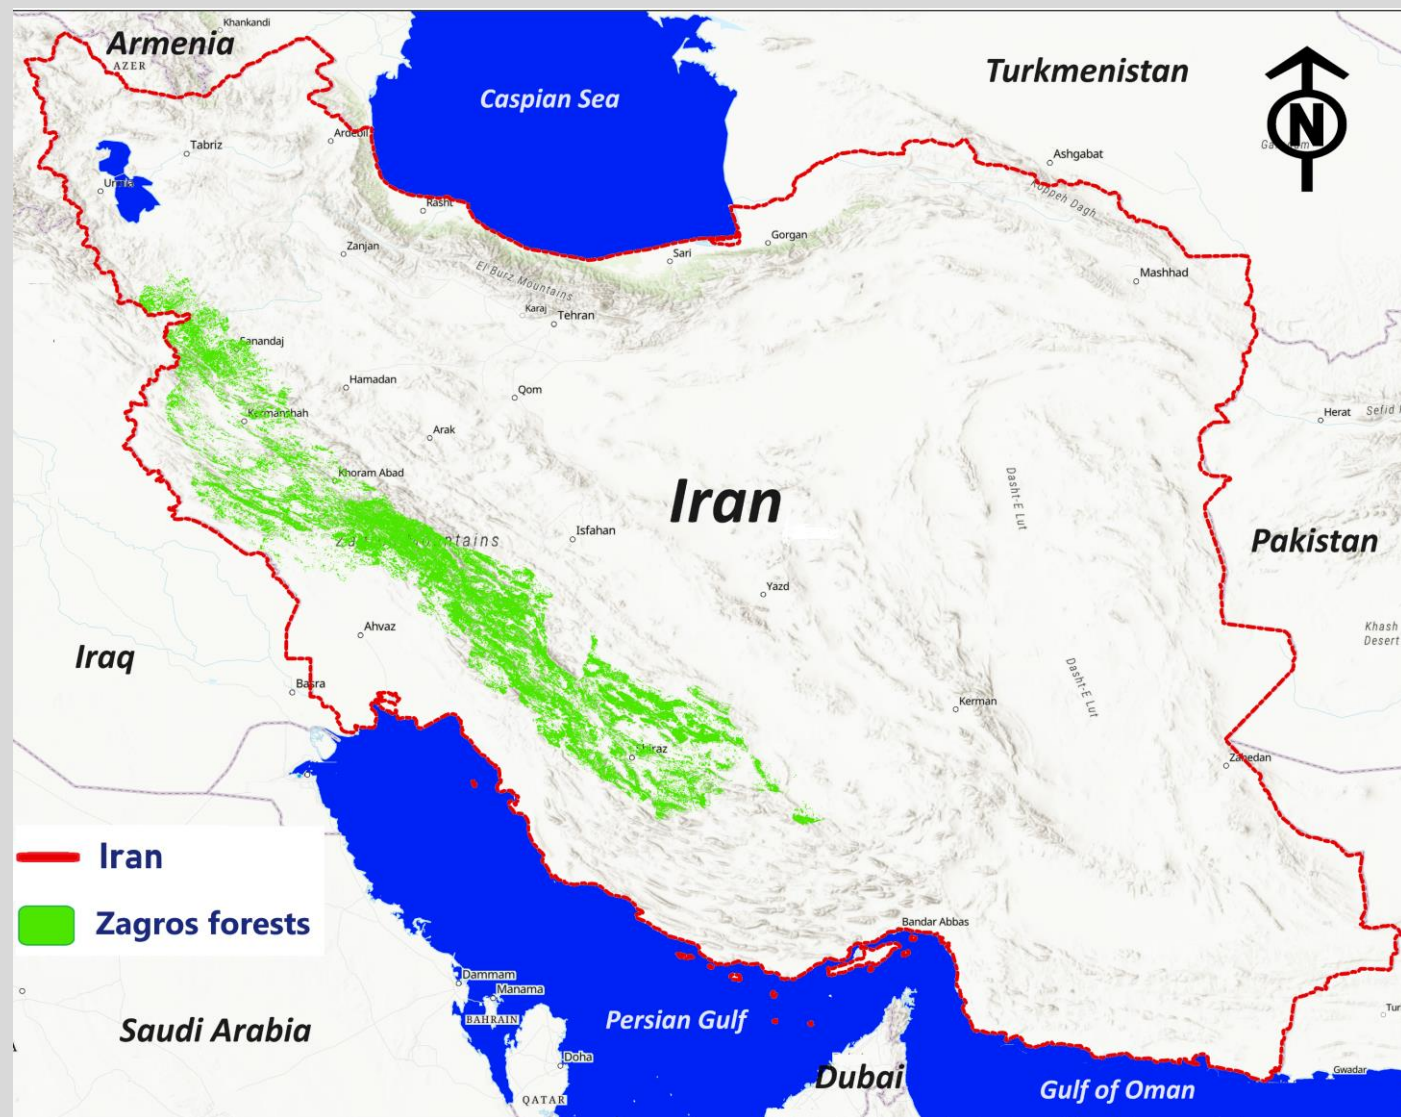 Khankandi
Armenia
AZER
Turkmenistan
Caspian Sea
N
Ardebil
Tabriz
Ashgabat
Urmia
Koppeh Dagh
Rasht
Gorgan
Zanjan
Sari
El Burz Mountains
Mashhad
Karaj
Tehran
Sanandaj
Hamadan
Qom
Kermanshah
Herat
Sefid
Arak
Khoram Abad
Iran
Dasht-E Lut
Isfahan
Mountains
Pakistan
Yazd
Ahvaz
Khash
Desert
Iraq
Basra
Dasht-E Lut
Kerman
Shiraz
Zahedan
Iran
Zagros forests
Bandar Abbas
Dammam
Manama
BAHRAIN
Persian Gulf
Saudi Arabia
Doha
Dubai
Gulf of Oman
Gwadar
QATAR